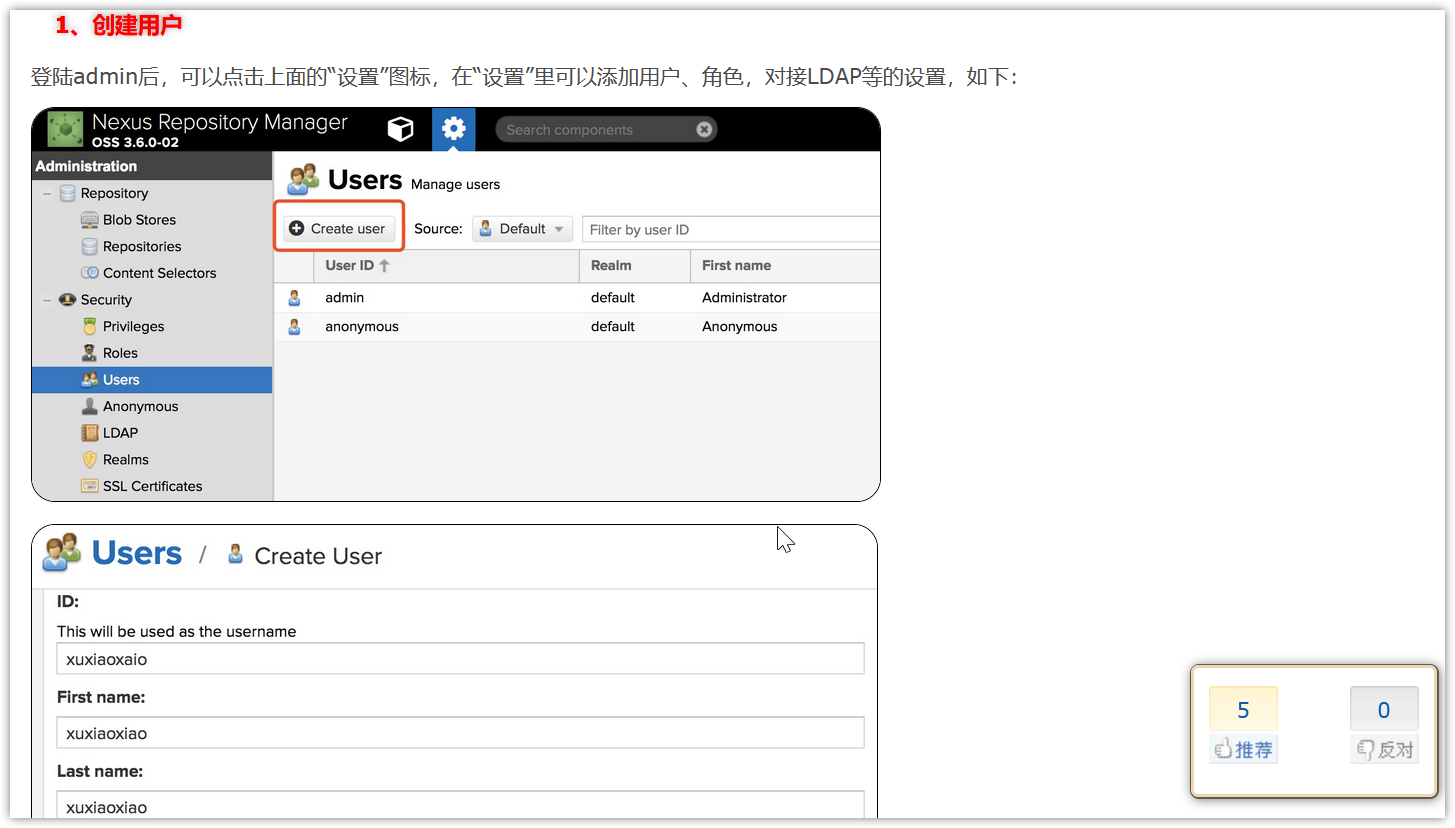 1、创建用户
登陆admin后，可以点击上面的“设置”图标，在“设置”里可以添加用户、角色，对接LDAP等的设置，如下：
Nexus Repository Manager
OSS 3.6.0-02
Search components
Administration
Repository
Blob Stores
Repositories
Content Selectors
Security
Privileges
Roles
Users
Anonymous
LDAP
Realms
SSL Certificates
Users Manage users
Create user Source: Default Filter by user ID
User ID Realm First name
admin default Administrator
anonymous default Anonymous
Users / Create User
ID:
This will be used as the username
xuxiaoxaio
First name:
xuxiaoxiao
Last name:
xuxiaoxiao
5 0
推荐 反对